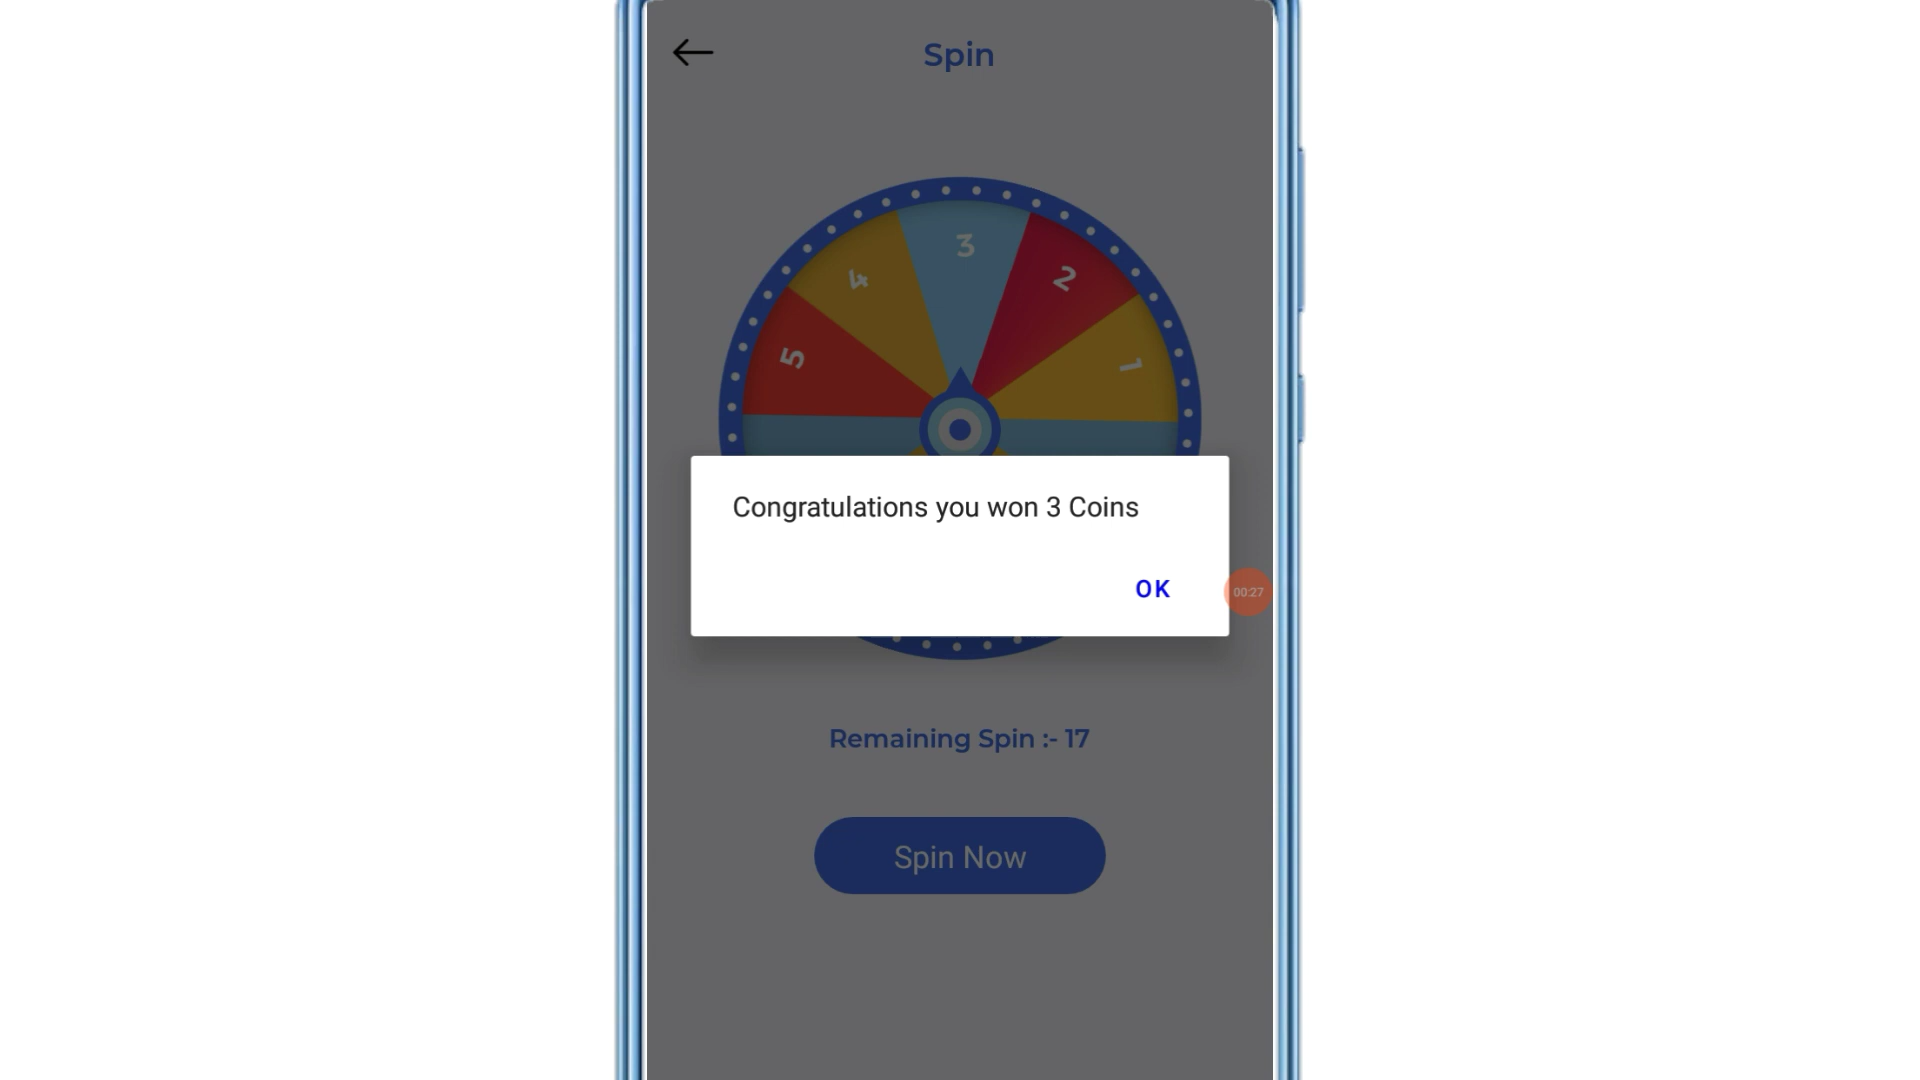 Spin
3
4
2
5
1
Congratulations you won 3 Coins
OK
00:27
Remaining Spin :- 17
Spin Now